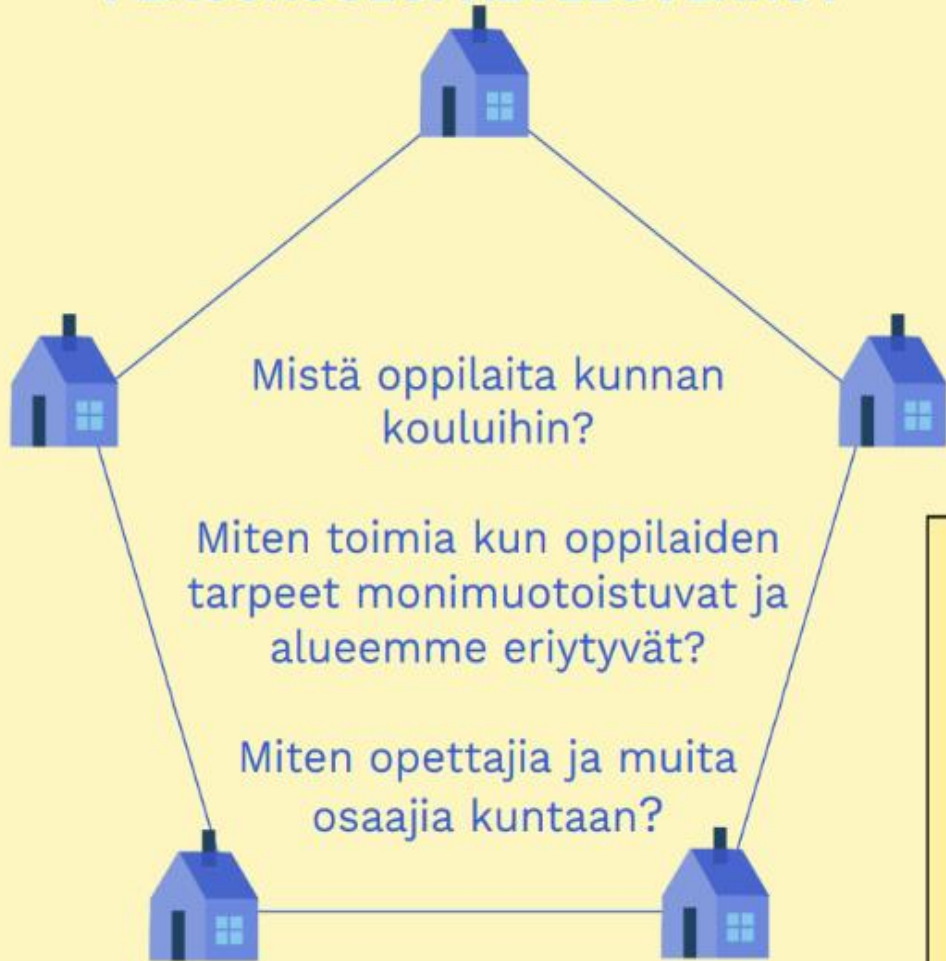 Mistä oppilaita kunnan
kouluihin?
Miten toimia kun oppilaiden
tarpeet monimuotoistuvat ja
alueemme eriytyvät?
Miten opettajia ja muita
osaajia kuntaan?